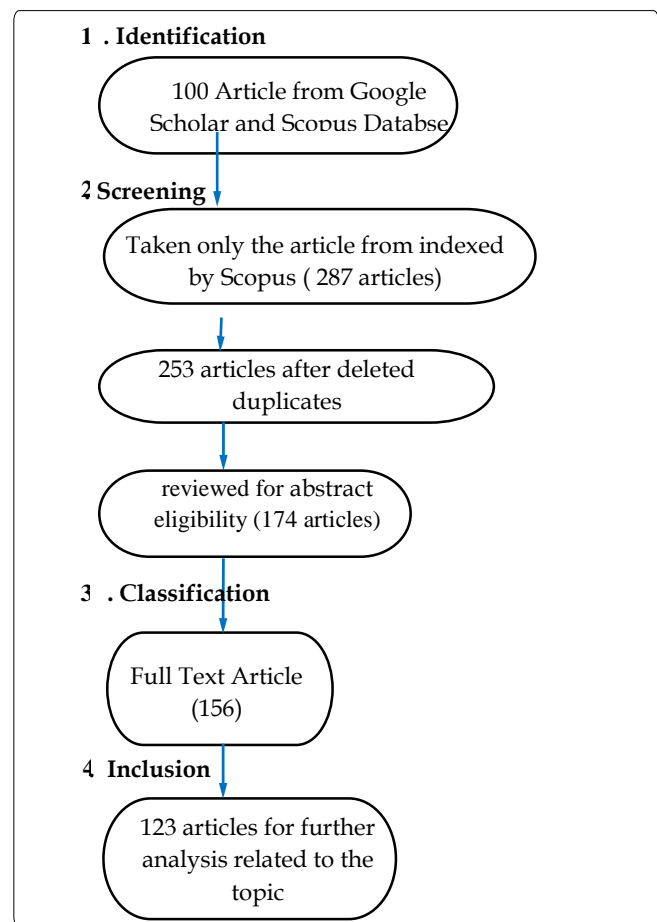 1 . Identification
100 Article from Google
Scholar and Scopus Databse
2 Screening
Taken only the article from indexed
by Scopus ( 287 articles)
253 articles after deleted
duplicates
reviewed for abstract
eligibility (174 articles)
3 . Classification
Full Text Article
(156)
4 Inclusion
123 articles for further
analysis related to the
topic